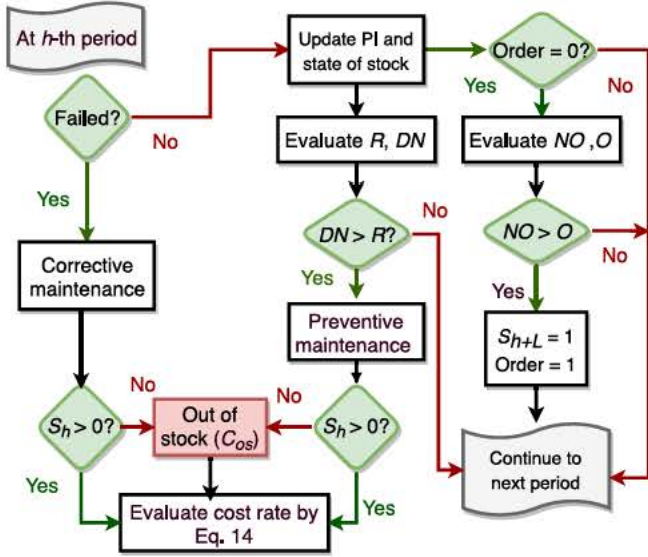 At h-th period
Failed?
No
Yes
Corrective
maintenance
S_h > 0?
No
Yes
Update PI and
state of stock
Evaluate R, DN
DN > R?
No
Yes
Preventive
maintenance
S_h > 0?
No
Yes
Out of
stock (C_os)
Evaluate cost rate by
Eq. 14
Order = 0?
No
Yes
Evaluate NO ,O
NO > O
No
Yes
S_h+L = 1
Order = 1
Continue to
next period